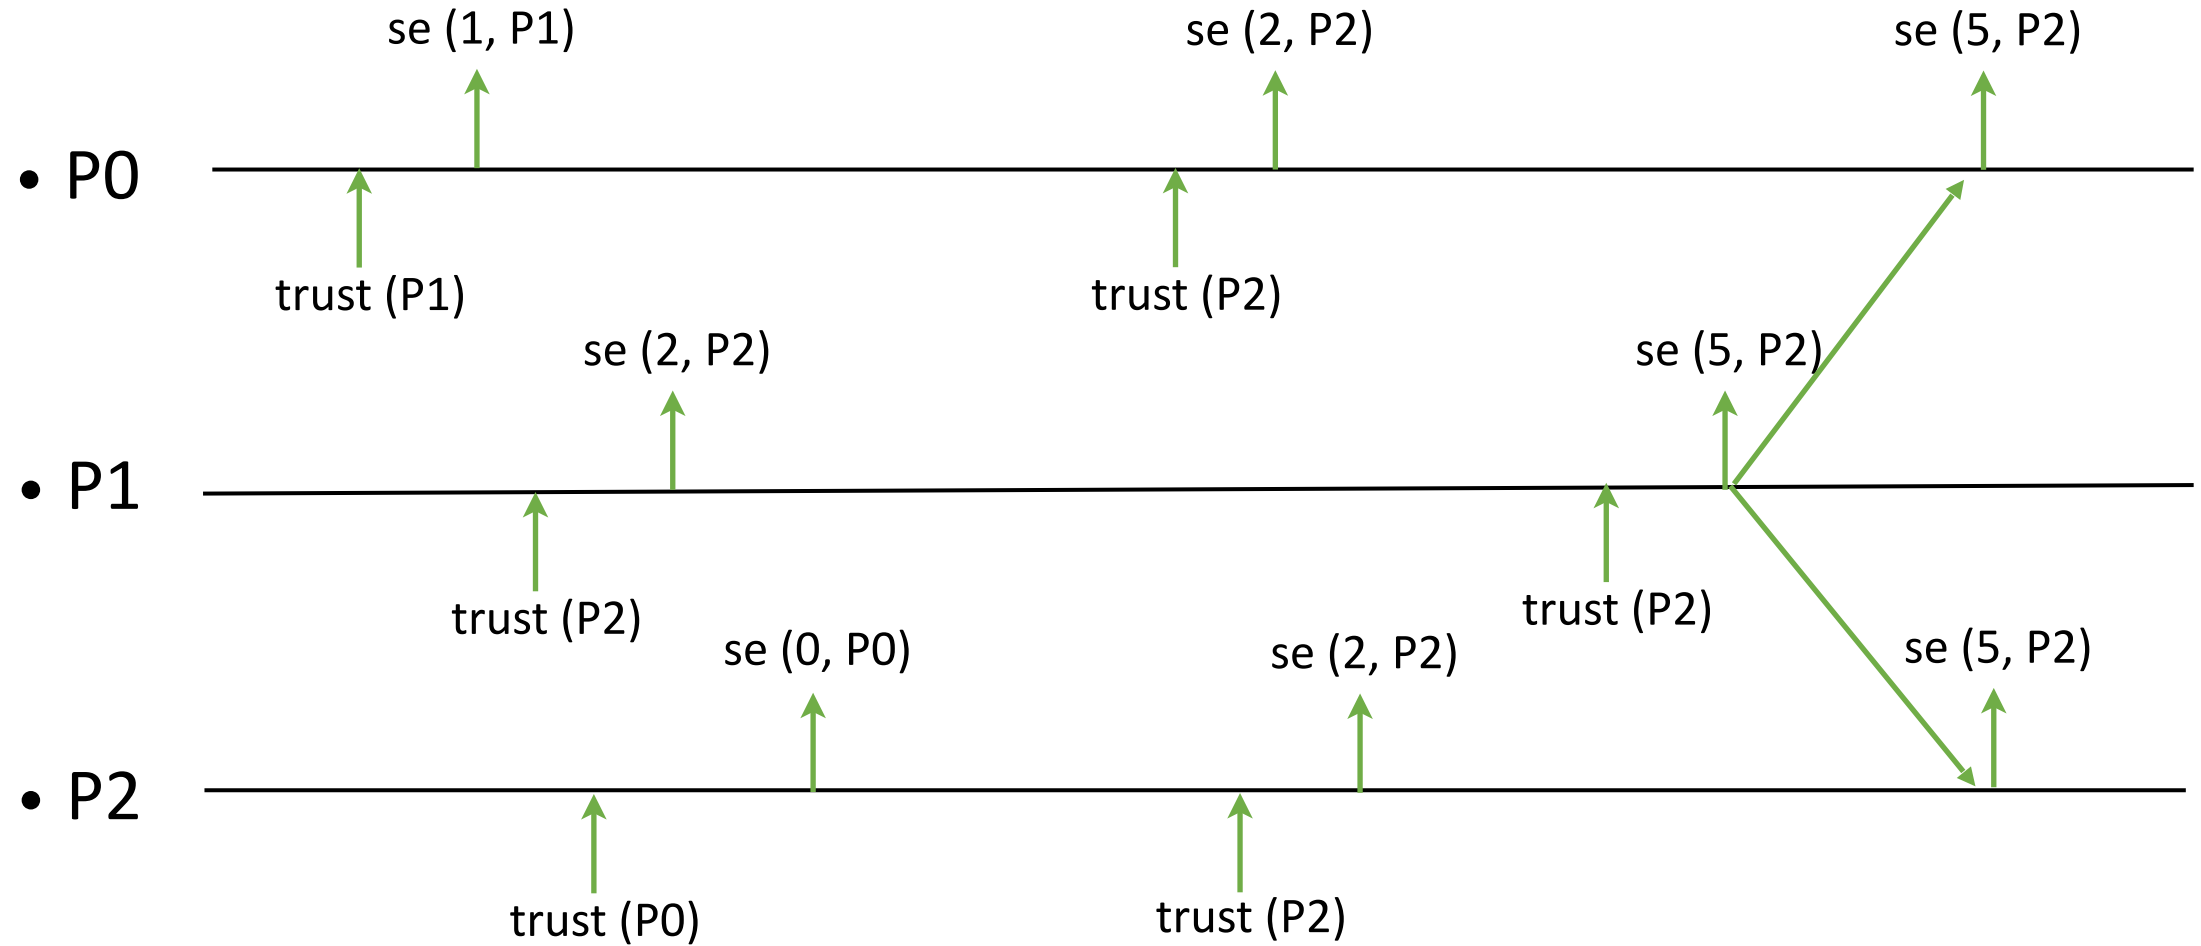 se (1, P1) se (2, P2) se (5, P2)
• P0
trust (P1) trust (P2)
se (2, P2) se (5, P2)
• P1
trust (P2) trust (P2)
se (0, P0) se (2, P2) se (5, P2)
• P2
trust (P0) trust (P2)